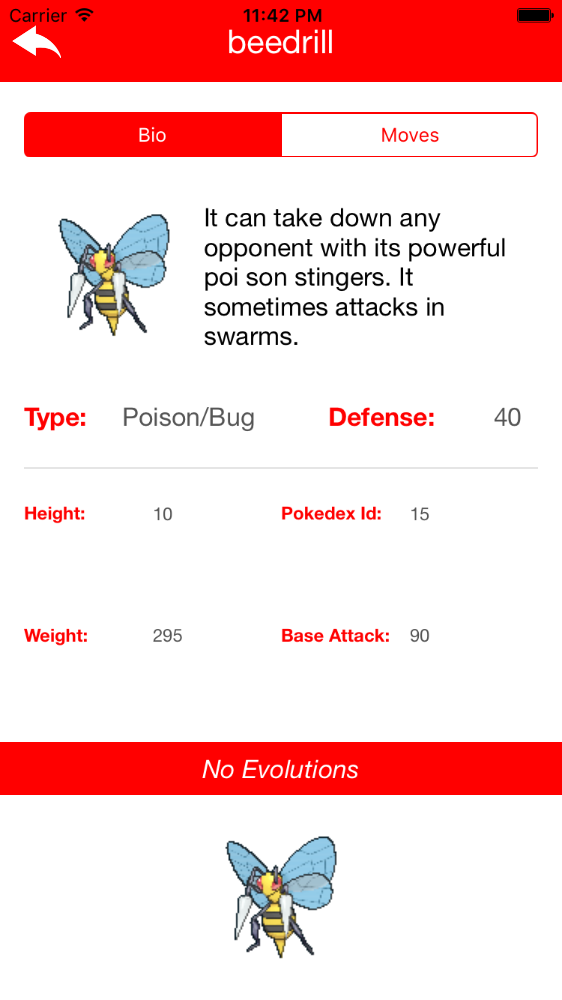 Carrier 11:42 PM
beedrill
Bio Moves
It can take down any
opponent with its powerful
poi son stingers. It
sometimes attacks in
swarms.
Type: Poison/Bug Defense: 40
Height: 10 Pokedex Id: 15
Weight: 295 Base Attack: 90
No Evolutions